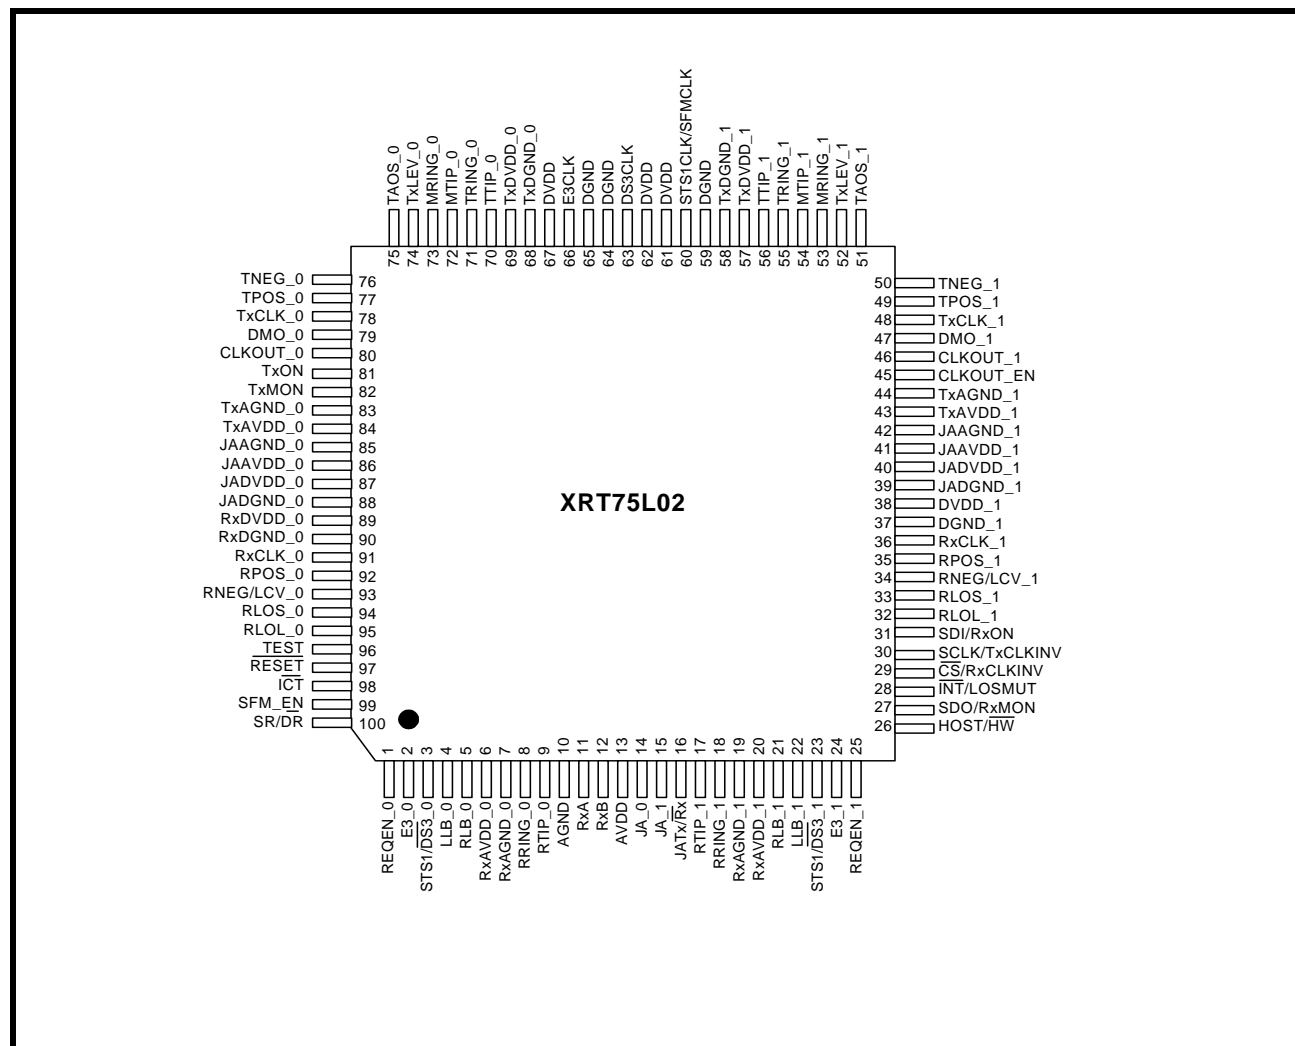 TAOS_0
TxLEV_0
MRING_0
MTIP_0
TRING_0
TTIP_0
TxDVDD_0
TxDGND_0
DVDD
E3CLK
DGND
DGND
DS3CLK
DVDD
DVDD
STS1CLK/SFMCLK
DGND
TxDGND_1
TxDVDD_1
TTIP_1
TRING_1
MTIP_1
MRING_1
TxLEV_1
TAOS_1
75
74
73
72
71
70
69
68
67
66
65
64
63
62
61
60
59
58
57
56
55
54
53
52
51
TNEG_0 76
TPOS_0 77
TxCLK_0 78
DMO_0 79
CLKOUT_0 80
TxON 81
TxMON 82
TxAGND_0 83
TxAVDD_0 84
JAAGND_0 85
JAAVDD_0 86
JADVDD_0 87
JADGND_0 88
RxDVDD_0 89
RxDGND_0 90
RxCLK_0 91
RPOS_0 92
RNEG/LCV_0 93
RLOS_0 94
RLOL_0 95
TEST 96
RESET 97
ICT 98
SFM_EN 99
SR/DR 100
XRT75L02
50 TNEG_1
49 TPOS_1
48 TxCLK_1
47 DMO_1
46 CLKOUT_1
45 CLKOUT_EN
44 TxAGND_1
43 TxAVDD_1
42 JAAGND_1
41 JAAVDD_1
40 JADVDD_1
39 JADGND_1
38 DVDD_1
37 DGND_1
36 RxCLK_1
35 RPOS_1
34 RNEG/LCV_1
33 RLOS_1
32 RLOL_1
31 SDI/RxON
30 SCLK/TxCLKINV
29 CS/RxCLKINV
28 INT/LOSMUT
27 SDO/RxMON
26 HOST/HW
1
2
3
4
5
6
7
8
9
10
11
12
13
14
15
16
17
18
19
20
21
22
23
24
25
REQEN_0
E3_0
STS1/DS3_0
LLB_0
RLB_0
RxAVDD_0
RxAGND_0
RRING_0
RTIP_0
AGND
RxA
RxB
AVDD
JA_0
JA_1
JATx/Rx
RTIP_1
RRING_1
RxAGND_1
RxAVDD_1
RLB_1
LLB_1
STS1/DS3_1
E3_1
REQEN_1